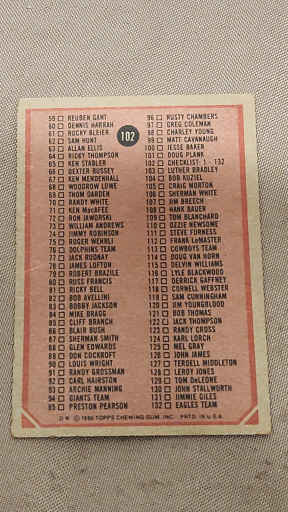 59 REUBEN GANT
60 DENNIS HARRAH
61 ROCKY BLEIER
62 SAM HUNT
63 ALLAN ELLIS
64 RICKY THOMPSON
65 KEN STABLER
66 DEXTER BUSSEY
67 KEN MENDENHALL
68 WOODROW LOWE
69 THOM DARDEN
70 RANDY WHITE
71 KEN MacAFEE
72 RON JAWORSKI
73 WILLIAM ANDREWS
74 JIMMY ROBINSON
75 ROGER WEHRLI
76 DOLPHINS TEAM
77 JACK RUDNAY
78 JAMES LOFTON
79 ROBERT BRAZILE
80 RUSS FRANCIS
81 RICKY BELL
82 BOB AVELLINI
83 BOBBY JACKSON
84 MIKE BRAGG
85 CLIFF BRANCH
86 BLAIR BUSH
87 SHERMAN SMITH
88 GLEN EDWARDS
89 DON COCKROFT
90 LOUIS WRIGHT
91 RANDY GROSSMAN
92 CARL HAIRSTON
93 ARCHIE MANNING
94 GIANTS TEAM
95 PRESTON PEARSON
96 RUSTY CHAMBERS
97 GREG COLEMAN
98 CHARLEY YOUNG
99 MATT CAVANAUGH
100 JESSE BAKER
101 DOUG PLANK
102 CHECKLIST: 1 - 132
103 LUTHER BRADLEY
104 BOB KUZIEL
105 CRAIG MORTON
106 SHERMAN WHITE
107 JIM BREECH
108 HANK BAUER
109 TOM BLANCHARD
110 OZZIE NEWSOME
111 STEVE FURNESS
112 FRANK LeMASTER
113 COWBOYS TEAM
114 DOUG VAN HORN
115 DELVIN WILLIAMS
116 LYLE BLACKWOOD
117 DERRICK GAFFNEY
118 CORNELL WEBSTER
119 SAM CUNNINGHAM
120 JIM YOUNGBLOOD
121 BOB THOMAS
122 JACK THOMPSON
123 RANDY CROSS
124 KARL LORCH
125 MEL GRAY
126 JOHN JAMES
127 TERDELL MIDDLETON
128 LEROY JONES
129 TOM DeLEONE
130 JOHN STALLWORTH
131 JIMMIE GILES
132 EAGLES TEAM
102
© 1980 TOPPS CHEWING GUM, INC. PRTD. IN U.S.A.